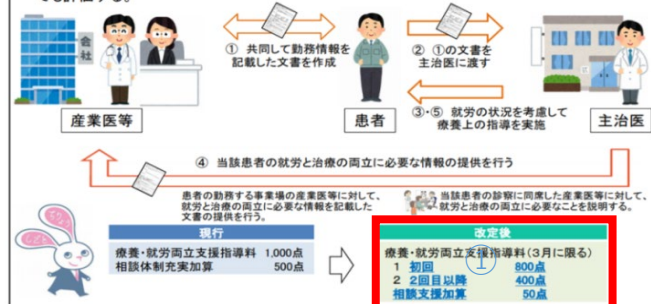 ても評価する。
会社
① 共同して勤務情報を
記載した文書を作成
② ①の文書を
主治医に渡す
産業医等
患者
③・⑤ 就労の状況を考慮して
療養上の指導を実施
主治医
④ 当該患者の就労と治療の両立に必要な情報の提供を行う
患者の勤務する事業場の産業医等に対して、
就労と治療の両立に必要な情報を記載した
文書の提供を行う。
当該患者の診察に同席した産業医等に対して、
就労と治療の両立に必要なことを説明する。
現行
療養・就労両立支援指導料 1,000点
相談体制充実加算 500点
改定後
療養・就労両立支援指導料(3月に限る)
①
1 初回 800点
2 2回目以降 400点
相談支援加算 50点